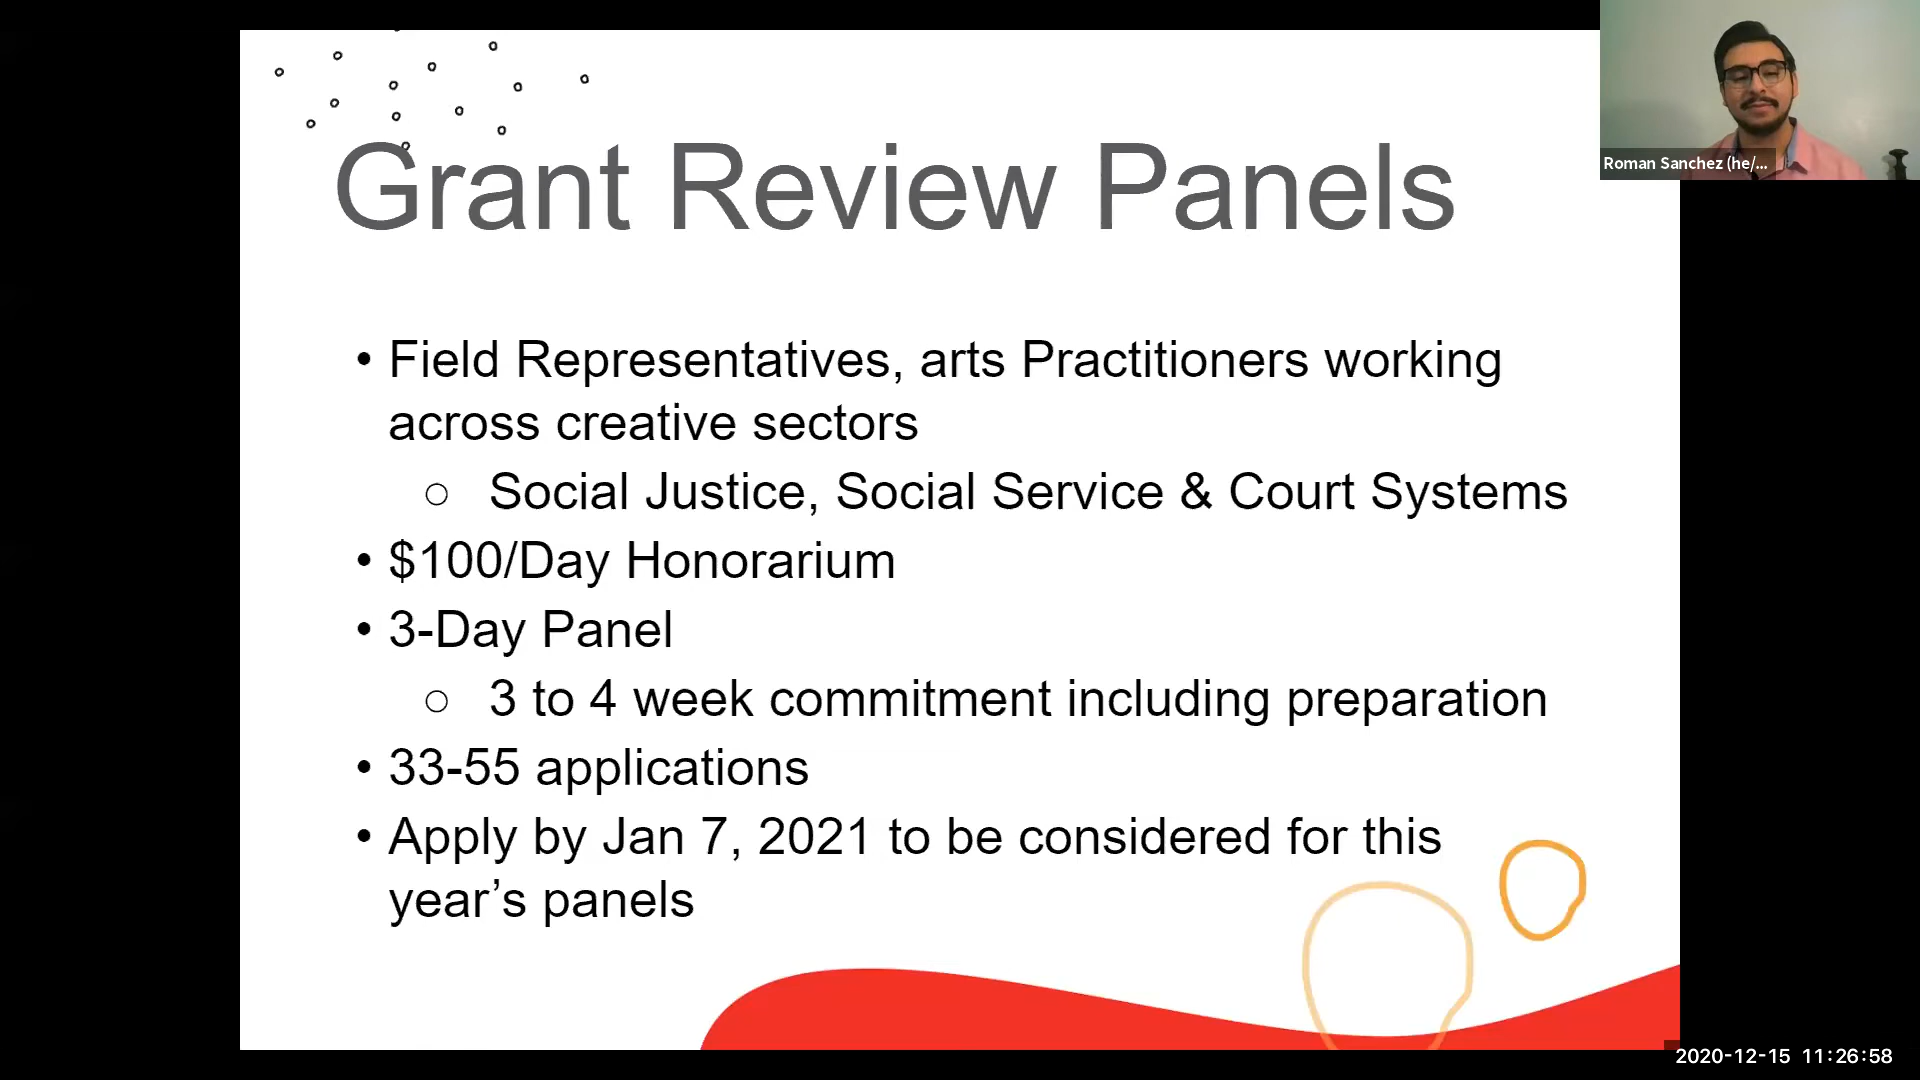 Grant Review Panels
Roman Sanchez (he/...
• Field Representatives, arts Practitioners working
across creative sectors
○ Social Justice, Social Service & Court Systems
• $100/Day Honorarium
• 3-Day Panel
○ 3 to 4 week commitment including preparation
• 33-55 applications
• Apply by Jan 7, 2021 to be considered for this
year’s panels
2020-12-15 11:26:58